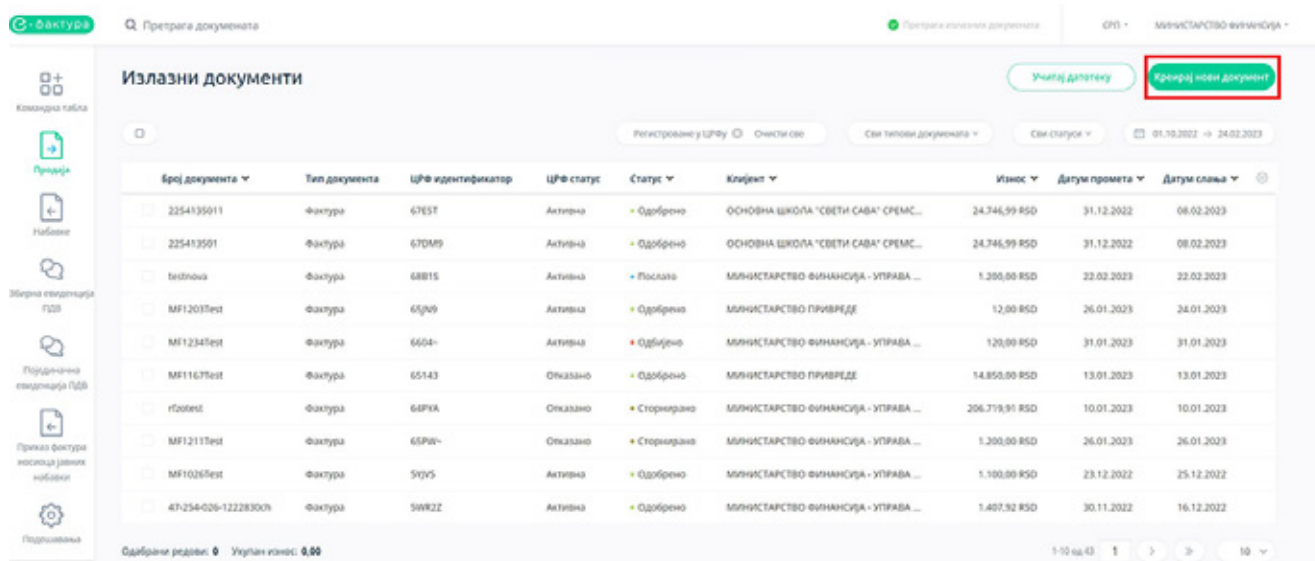 е-Фактура
Претрага докумената
Претрага излазних докумената
СРП
МИНИСТАРСТВО ФИНАНСИЈА
Командна табла
Продаја
Набавке
Збирна евиденција ПДВ
Појединачна евиденција ПДВ
Приказ фактура носиоца јавних набавки
Подешавања
Излазни документи
Учитај датотеку
Креирај нови документ
Регистроване у ЦРФу Очисти све
Сви типови докумената
Сви статуси
01.10.2022 → 24.02.2023
Број документа Тип документа ЦРФ идентификатор ЦРФ статус Статус Клијент Износ Датум промета Датум слања
2254135011 Фактура 67EST Активна Одобрено ОСНОВНА ШКОЛА "СВЕТИ САВА" СРЕМС... 24.746,99 RSD 31.12.2022 08.02.2023
225413501 Фактура 67DM9 Активна Одобрено ОСНОВНА ШКОЛА "СВЕТИ САВА" СРЕМС... 24.746,99 RSD 31.12.2022 08.02.2023
testnova Фактура 68B1S Активна Послато МИНИСТАРСТВО ФИНАНСИЈА - УПРАВА ... 1.200,00 RSD 22.02.2023 22.02.2023
MF1203Test Фактура 65JN9 Активна Одобрено МИНИСТАРСТВО ПРИВРЕДЕ 12,00 RSD 26.01.2023 24.01.2023
MF1234Test Фактура 6604~ Активна Одбијено МИНИСТАРСТВО ФИНАНСИЈА - УПРАВА ... 120,00 RSD 31.01.2023 31.01.2023
MF1167Test Фактура 65143 Отказано Одобрено МИНИСТАРСТВО ПРИВРЕДЕ 14.850,00 RSD 13.01.2023 13.01.2023
rfzotest Фактура 64PYA Отказано Сторнирано МИНИСТАРСТВО ФИНАНСИЈА - УПРАВА ... 206.719,91 RSD 10.01.2023 10.01.2023
MF1211Test Фактура 65PW~ Отказано Сторнирано МИНИСТАРСТВО ФИНАНСИЈА - УПРАВА ... 1.200,00 RSD 26.01.2023 26.01.2023
MF1026Test Фактура Активна Одобрено МИНИСТАРСТВО ФИНАНСИЈА - УПРАВА ... 1.100,00 RSD 23.12.2022 25.12.2022
47-254-026-1222830ch Фактура 5WR2Z Активна Одобрено МИНИСТАРСТВО ФИНАНСИЈА - УПРАВА ... 1.407,92 RSD 30.11.2022 16.12.2022
Одабрани редови: 0 Укупан износ: 0,00
1-10 од 43 1 > » 10